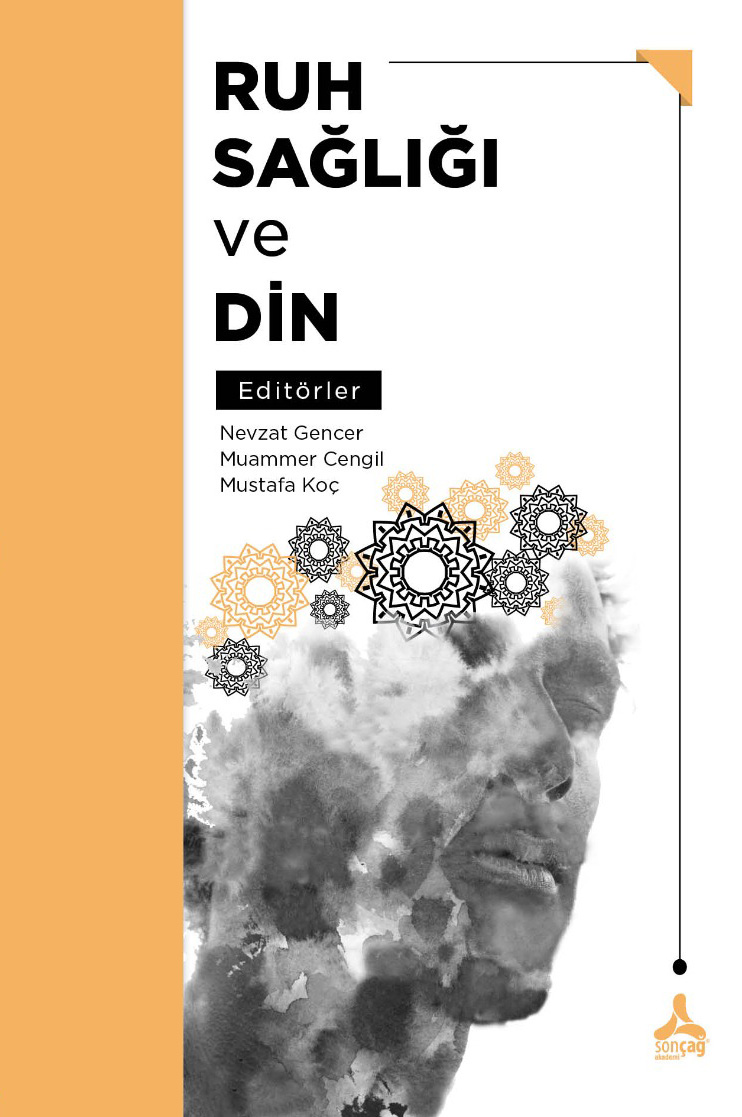 RUH
SAĞLIĞI
ve
DİN
Editörler
Nevzat Gencer
Muammer Cengil
Mustafa Koç
sonçağ®
akademi